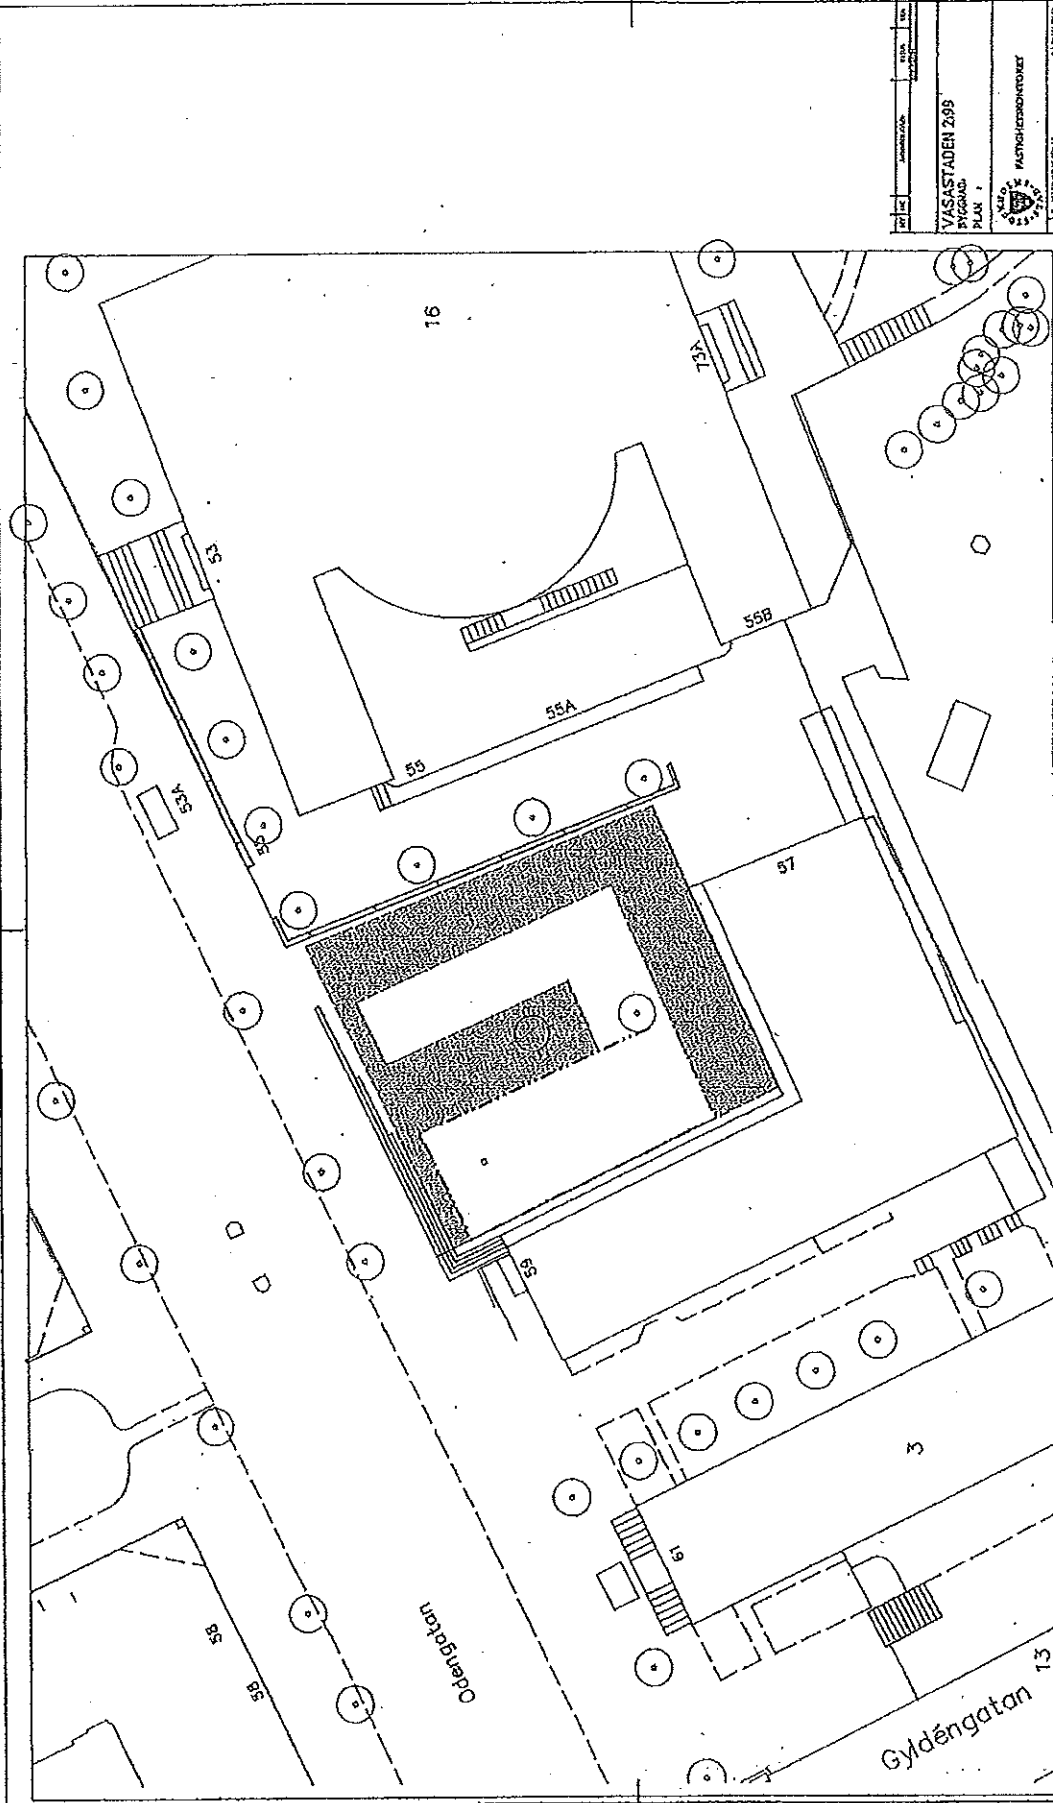 VASASTADEN 2:99
BYGGNAD:
PLAN :
FASTIGHETSKONTORET
16
73A
53
55B
55A
55
53A
55
57
59
58
58
Odengatan
61
3
Gyldéngatan
13